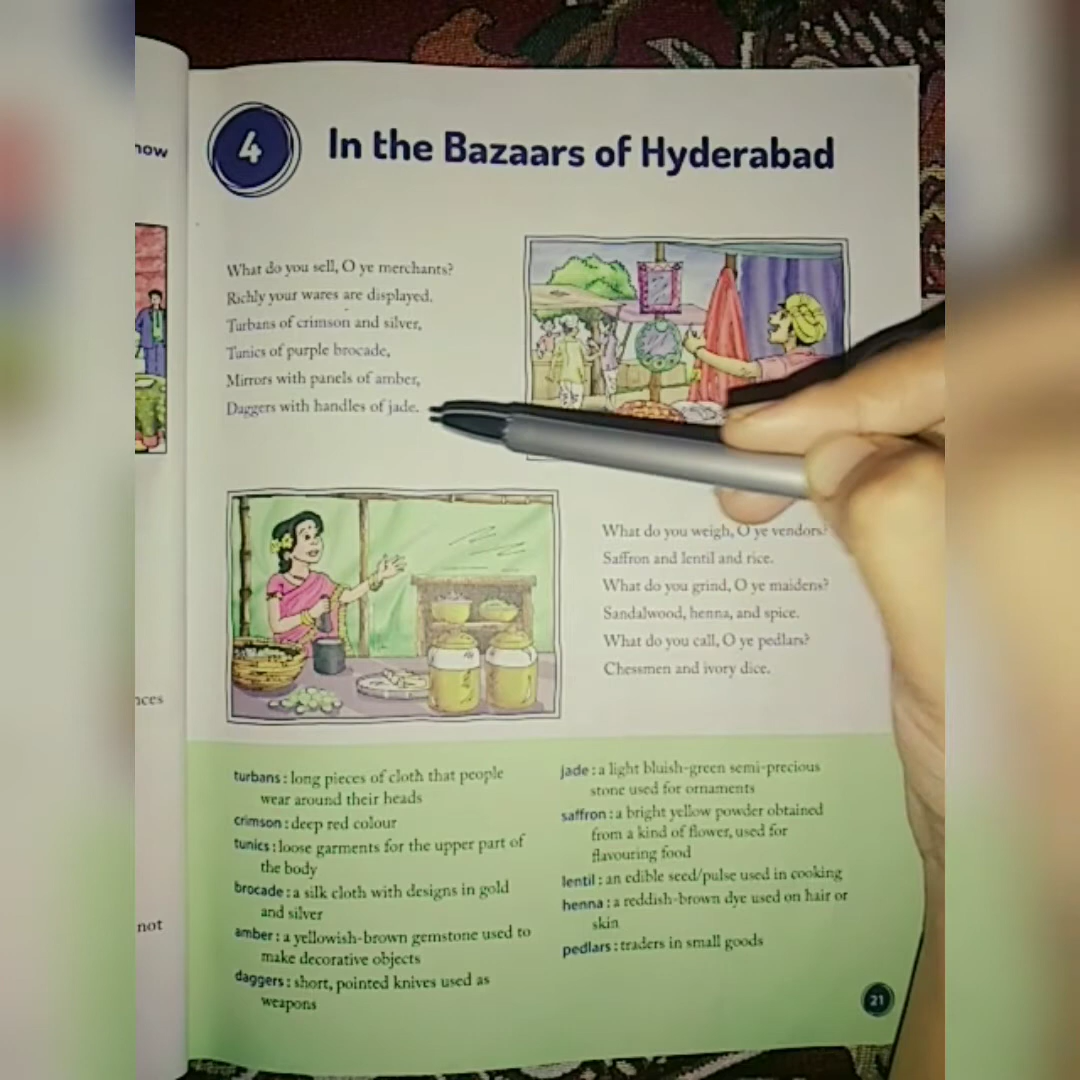 now
4
In the Bazaars of Hyderabad
What do you sell, O ye merchants?
Richly your wares are displayed.
Turbans of crimson and silver,
Tunics of purple brocade,
Mirrors with panels of amber,
Daggers with handles of jade.
What do you weigh, O ye vendors?
Saffron and lentil and rice.
What do you grind, O ye maidens?
Sandalwood, henna, and spice.
What do you call, O ye pedlars?
Chessmen and ivory dice.
nces
not
turbans : long pieces of cloth that people
wear around their heads
crimson : deep red colour
tunics : loose garments for the upper part of
the body
brocade : a silk cloth with designs in gold
and silver
amber : a yellowish-brown gemstone used to
make decorative objects
daggers : short, pointed knives used as
weapons
jade : a light bluish-green semi-precious
stone used for ornaments
saffron : a bright yellow powder obtained
from a kind of flower, used for
flavouring food
lentil : an edible seed/pulse used in cooking
henna : a reddish-brown dye used on hair or
skin
pedlars : traders in small goods
21